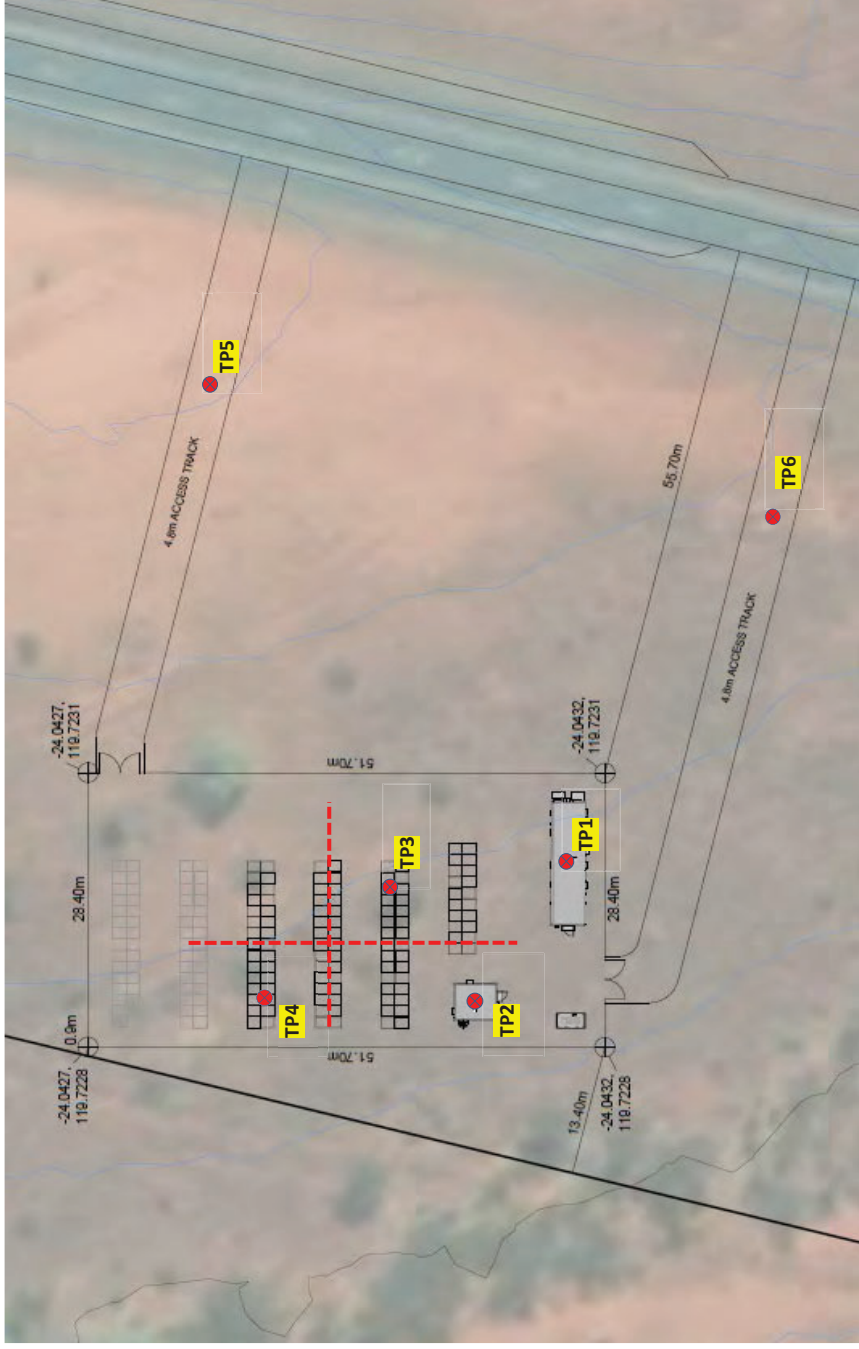 TP5
4.8m ACCESS TRACK
55.70m
TP6
4.8m ACCESS TRACK
-24.0427,
119.7231
51.70m
-24.0432,
119.7231
28.40m
TP3
TP1
28.40m
TP4
TP2
0.9m
-24.0427,
119.7228
51.70m
-24.0432,
119.7228
13.40m